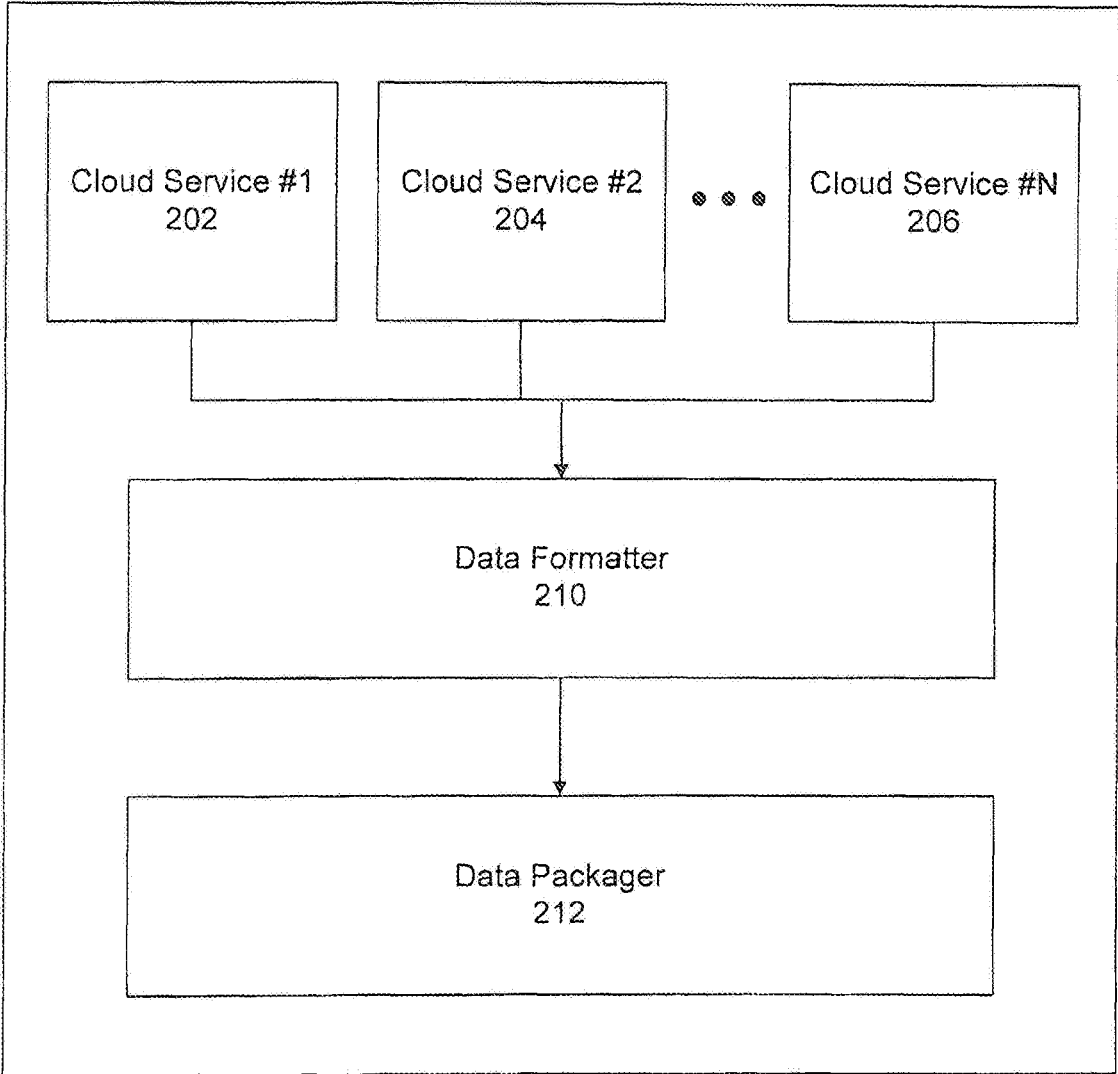 Cloud Service #1
202
Cloud Service #2
204
Cloud Service #N
206
Data Formatter
210
Data Packager
212